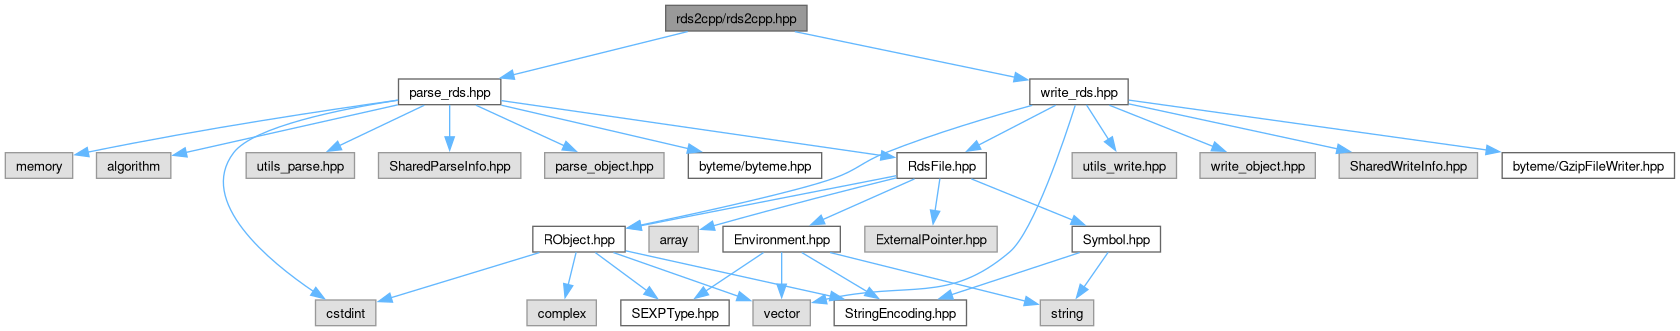 rds2cpp/rds2cpp.hpp
parse_rds.hpp
write_rds.hpp
memory
algorithm
utils_parse.hpp
SharedParseInfo.hpp
parse_object.hpp
byteme/byteme.hpp
RdsFile.hpp
utils_write.hpp
write_object.hpp
SharedWriteInfo.hpp
byteme/GzipFileWriter.hpp
RObject.hpp
array
Environment.hpp
ExternalPointer.hpp
Symbol.hpp
cstdint
complex
SEXPType.hpp
vector
StringEncoding.hpp
string